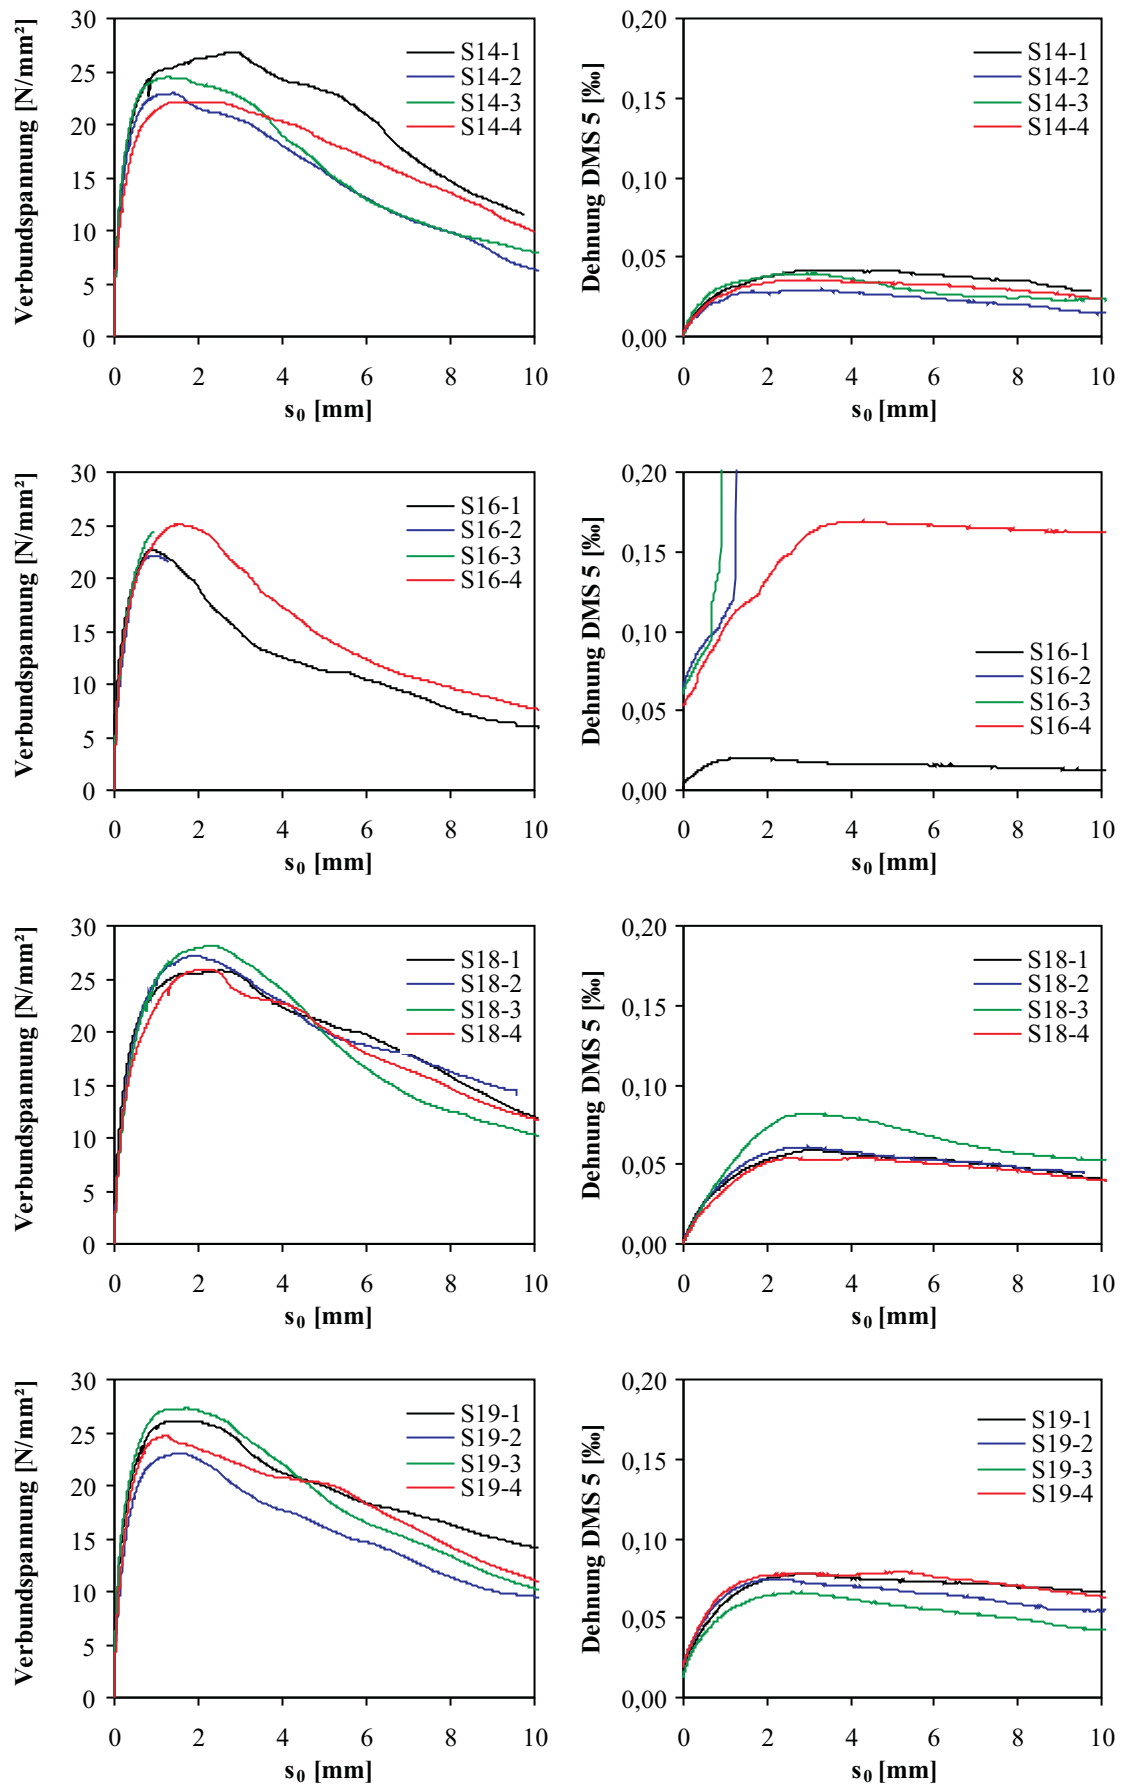 Verbundspannung [N/mm²]
30
25
20
15
10
5
0
S14-1
S14-2
S14-3
S14-4
0 2 4 6 8 10
s₀ [mm]
Dehnung DMS 5 [‰]
0,20
0,15
0,10
0,05
0,00
S14-1
S14-2
S14-3
S14-4
0 2 4 6 8 10
s₀ [mm]
Verbundspannung [N/mm²]
30
25
20
15
10
5
0
S16-1
S16-2
S16-3
S16-4
0 2 4 6 8 10
s₀ [mm]
Dehnung DMS 5 [‰]
0,20
0,15
0,10
0,05
0,00
S16-1
S16-2
S16-3
S16-4
0 2 4 6 8 10
s₀ [mm]
Verbundspannung [N/mm²]
30
25
20
15
10
5
0
S18-1
S18-2
S18-3
S18-4
0 2 4 6 8 10
s₀ [mm]
Dehnung DMS 5 [‰]
0,20
0,15
0,10
0,05
0,00
S18-1
S18-2
S18-3
S18-4
0 2 4 6 8 10
s₀ [mm]
Verbundspannung [N/mm²]
30
25
20
15
10
5
0
S19-1
S19-2
S19-3
S19-4
0 2 4 6 8 10
s₀ [mm]
Dehnung DMS 5 [‰]
0,20
0,15
0,10
0,05
0,00
S19-1
S19-2
S19-3
S19-4
0 2 4 6 8 10
s₀ [mm]